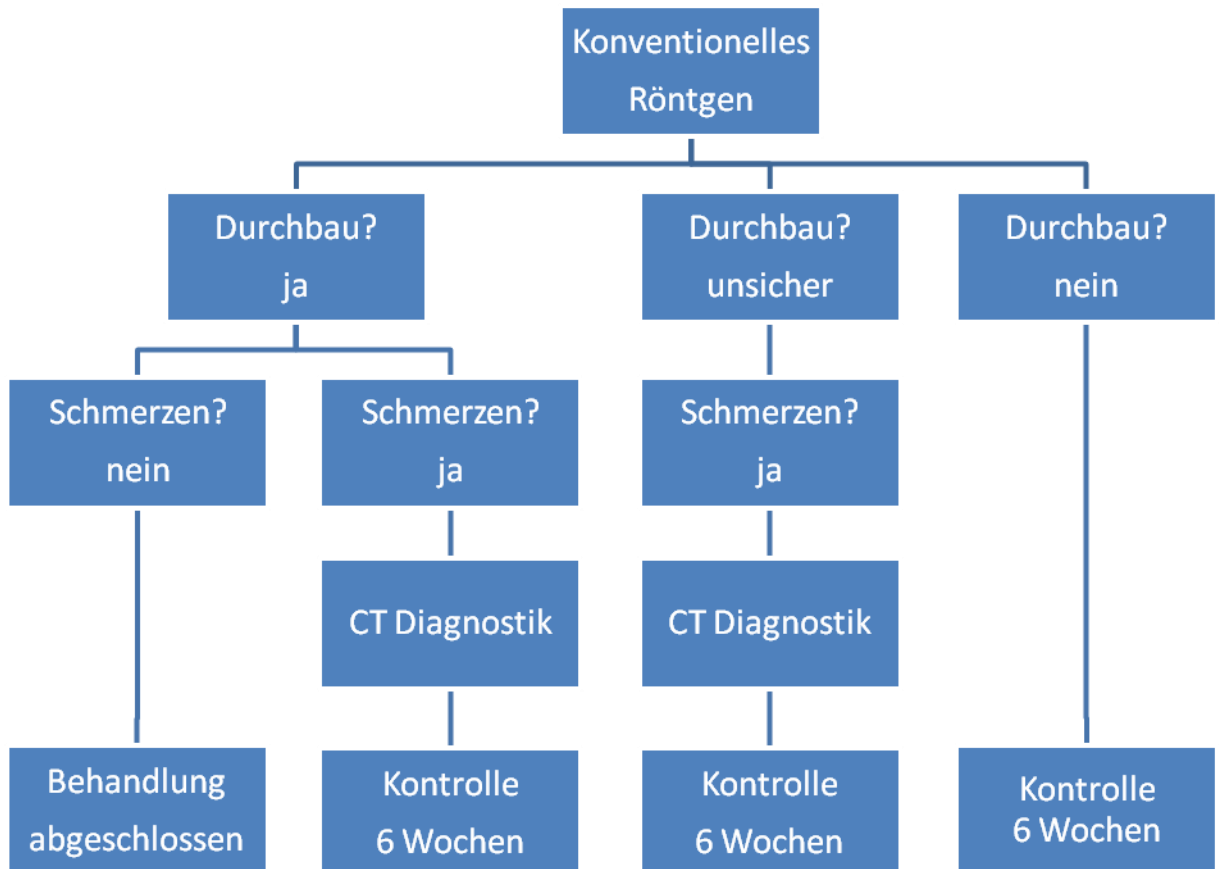 Konventionelles
Röntgen
Durchbau?
ja
Durchbau?
unsicher
Durchbau?
nein
Schmerzen?
nein
Schmerzen?
ja
Schmerzen?
ja
CT Diagnostik
CT Diagnostik
Behandlung
abgeschlossen
Kontrolle
6 Wochen
Kontrolle
6 Wochen
Kontrolle
6 Wochen